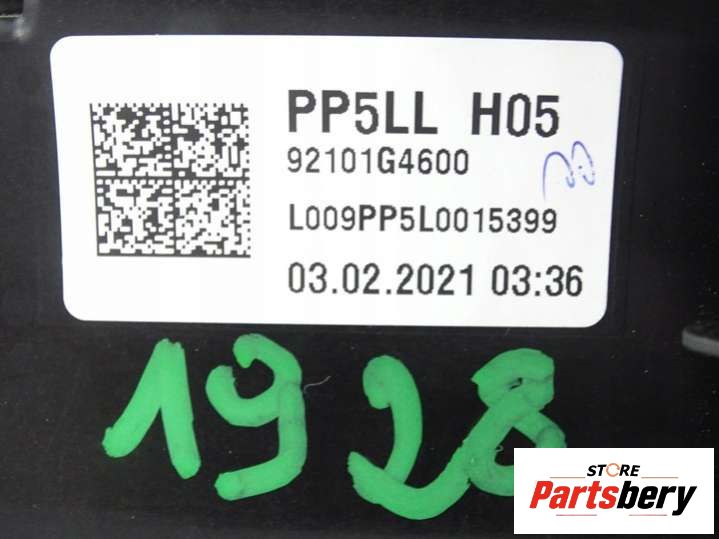 PP5LL H05
92101G4600
L009PP5L0015399
03.02.2021 03:36
1928
STORE
Partsbery